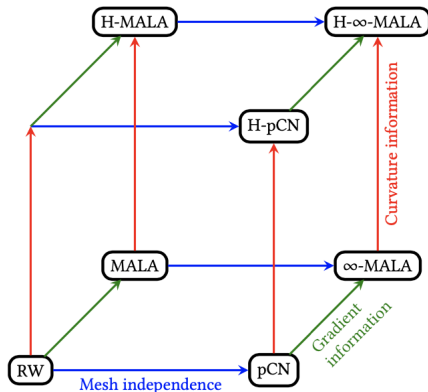 H-MALA
H-∞-MALA
H-pCN
Curvature information
MALA
∞-MALA
Gradient
information
RW
pCN
Mesh independence